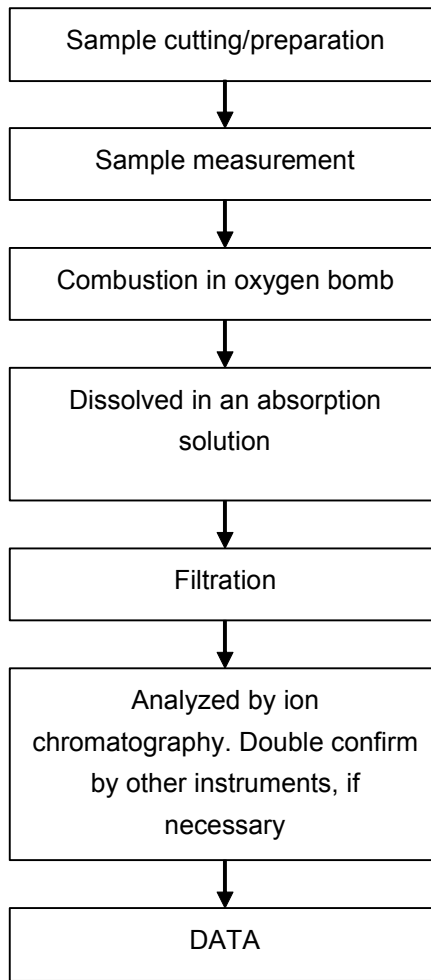 Sample cutting/preparation
Sample measurement
Combustion in oxygen bomb
Dissolved in an absorption
solution
Filtration
Analyzed by ion
chromatography. Double confirm
by other instruments, if
necessary
DATA